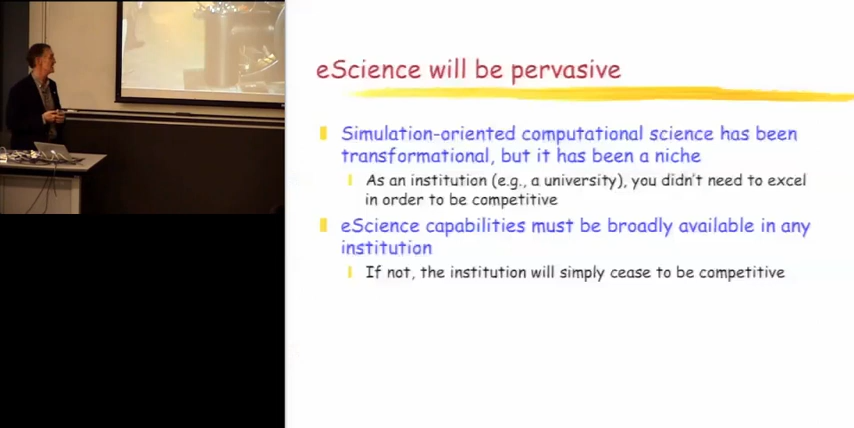 eScience will be pervasive
Simulation-oriented computational science has been
transformational, but it has been a niche
As an institution (e.g., a university), you didn't need to excel
in order to be competitive
eScience capabilities must be broadly available in any
institution
If not, the institution will simply cease to be competitive